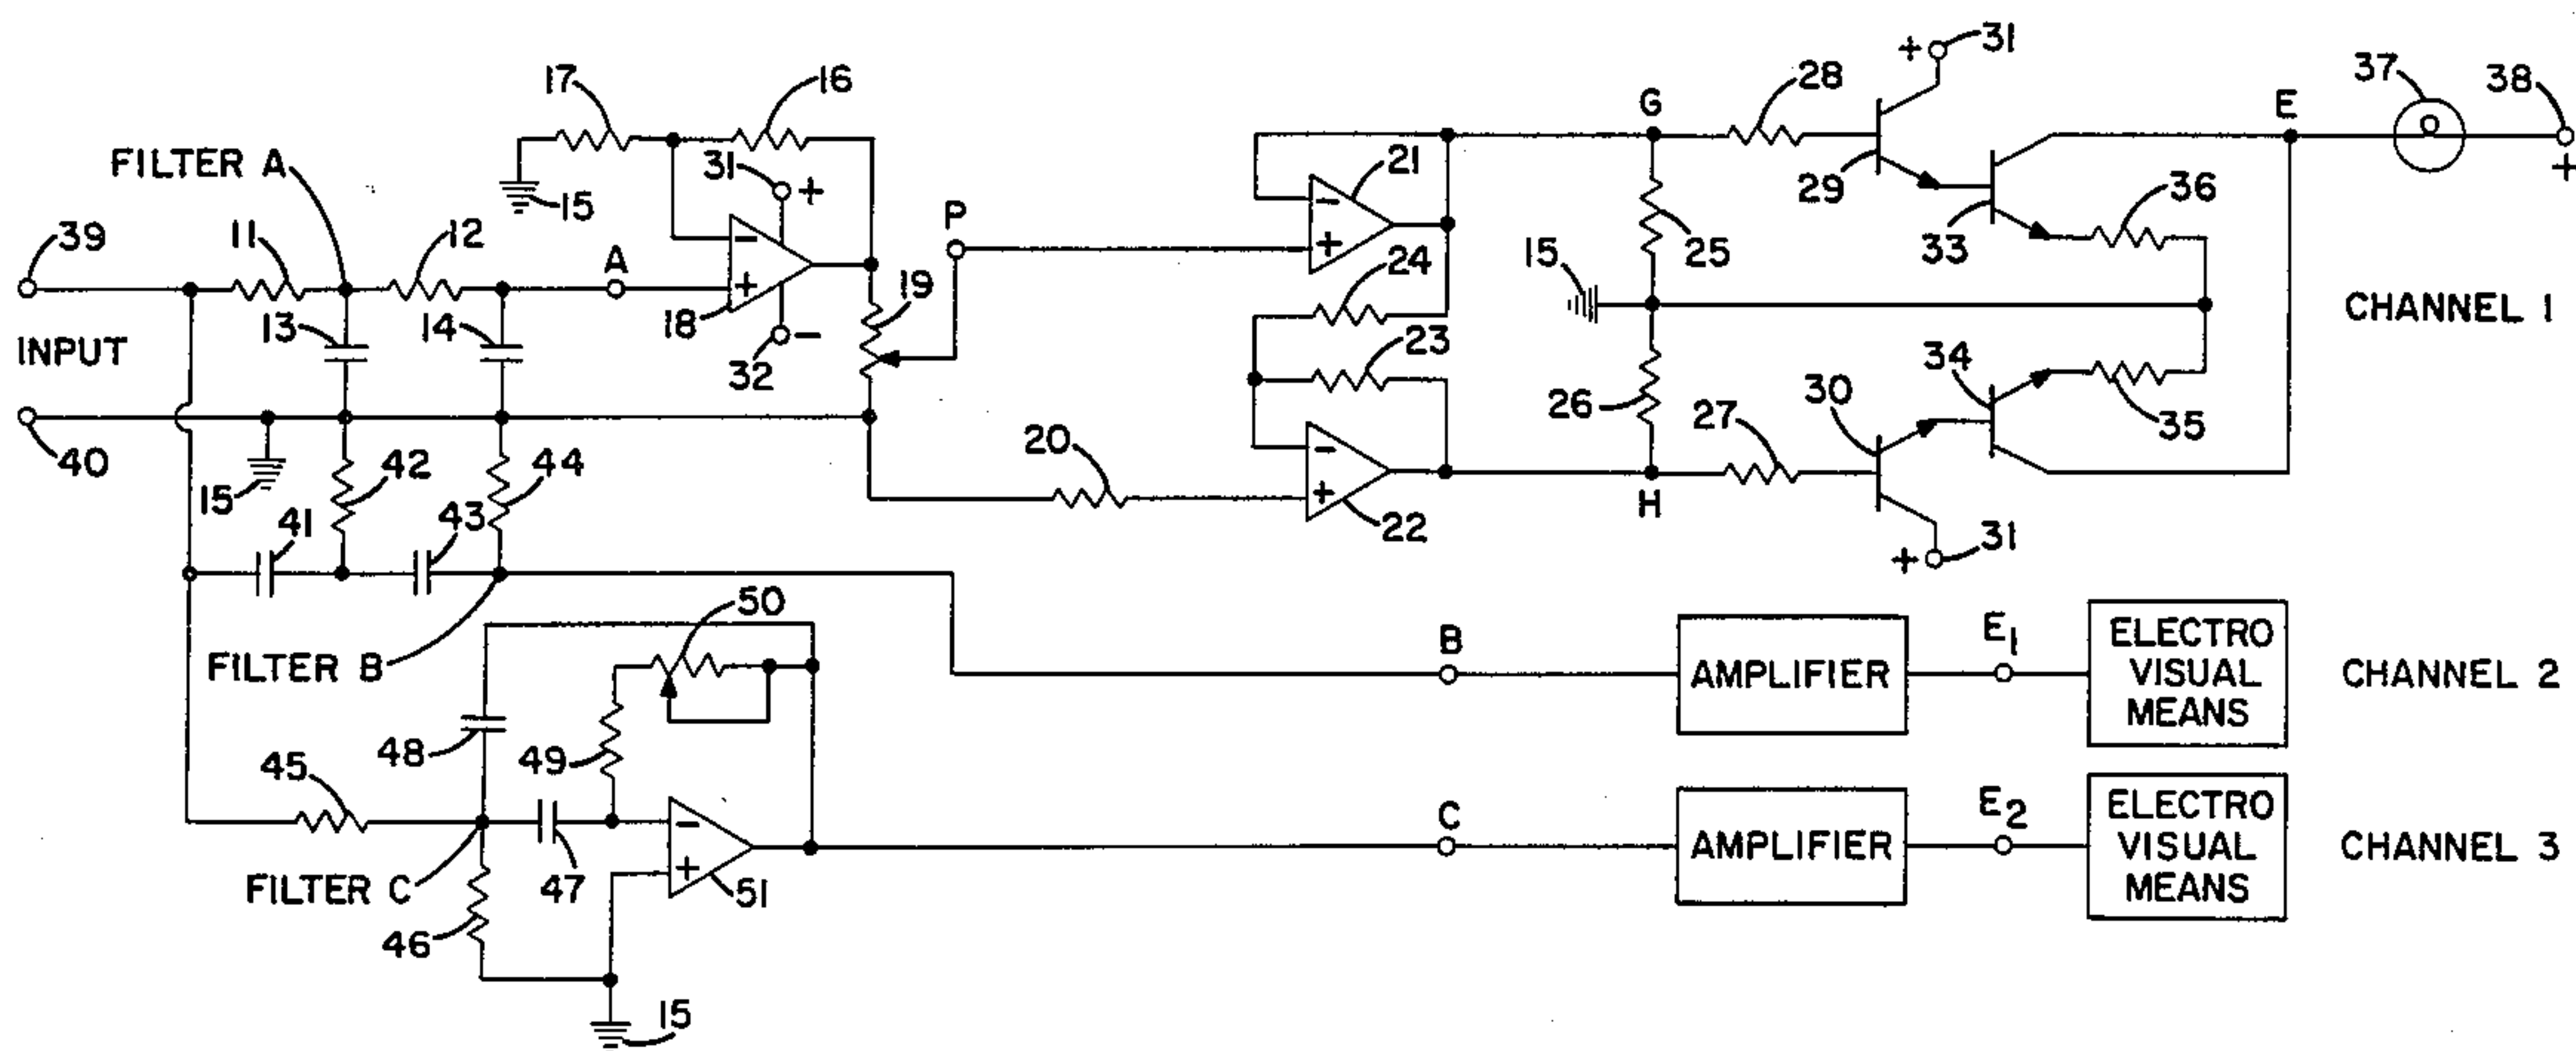 17
16
31
+
28
37
38
FILTER A
31
+
G
E
+
15
21
29
36
39
11
12
A
-
+
18
P
-
+
25
33
19
24
15
INPUT
13
14
32
-
23
26
34
CHANNEL 1
27
30
35
40
15
42
44
20
-
+
22
H
41
43
+
31
50
FILTER B
B
AMPLIFIER
E1
ELECTRO
VISUAL
MEANS
CHANNEL 2
48
49
45
FILTER C
47
-
+
51
C
AMPLIFIER
E2
ELECTRO
VISUAL
MEANS
CHANNEL 3
46
15